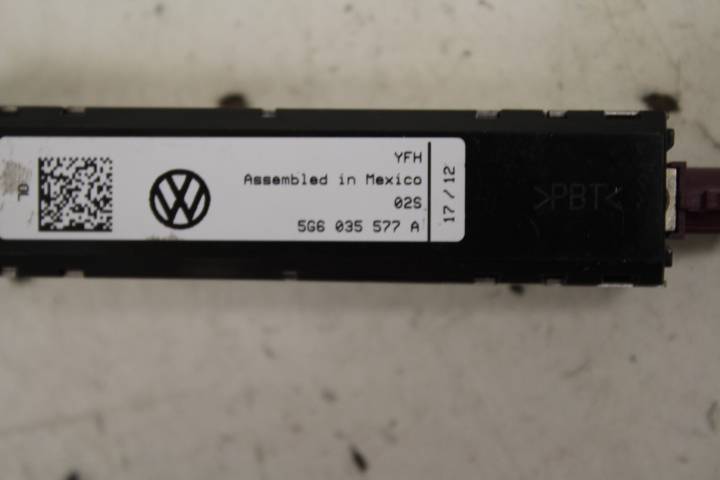 YFH
Assembled in Mexico
02S
5G6 035 577 A
17/12
>PBT<